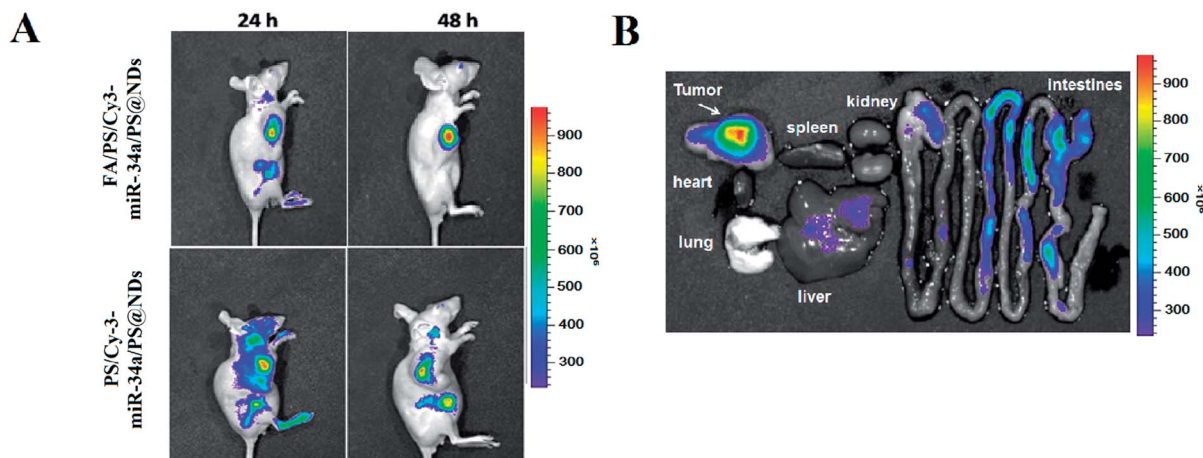 A
24 h
48 h
FA/PS/Cy3-
miR-34a/PS@NDs
PS/Cy-3-
miR-34a/PS@NDs
900
800
700
600
500
400
300
×10⁶
B
Tumor
spleen
kidney
intestines
heart
lung
liver
900
800
700
600
500
400
300
×10⁶